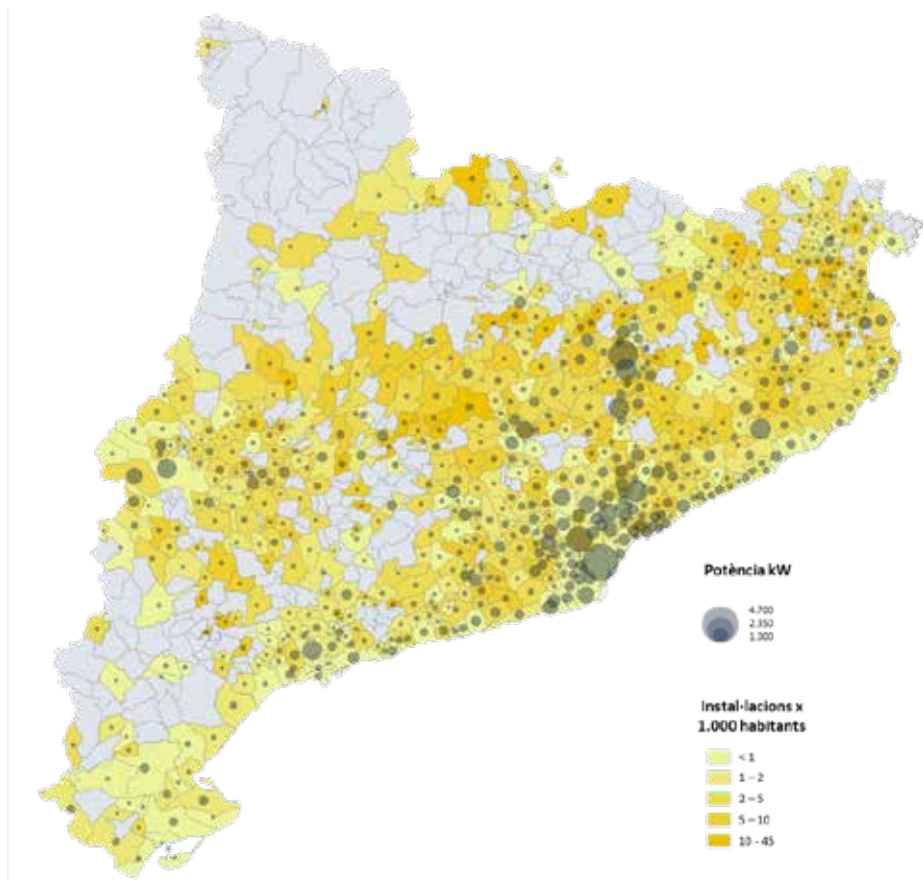 Potència kW
4.700
2.350
1.000
Instal·lacions x
1.000 habitants
< 1
1 – 2
2 – 5
5 – 10
10 - 45